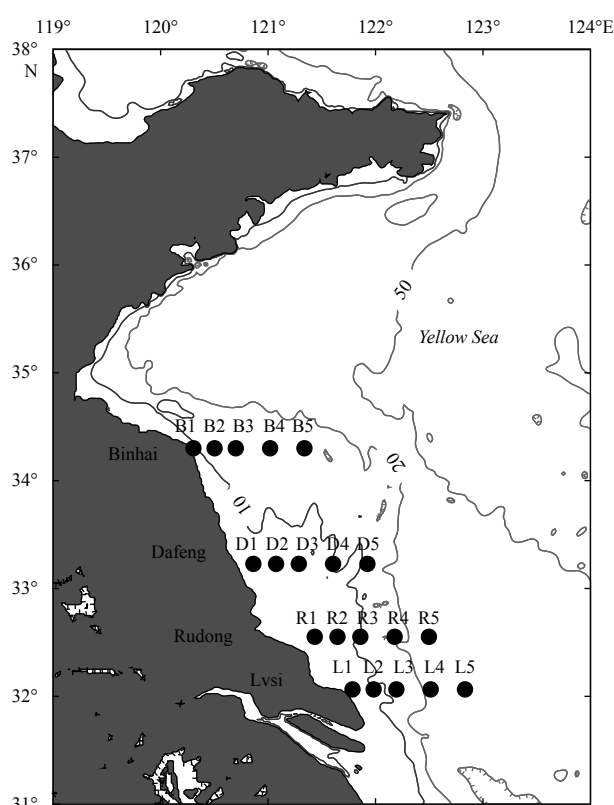 119° 120° 121° 122° 123° 124°E
38°
N
37°
36°
50
Yellow Sea
35°
B1 B2 B3 B4 B5
Binhai
20
34°
10
D1 D2 D3 D4 D5
Dafeng
33°
R1 R2 R3 R4 R5
Rudong
L1 L2 L3 L4 L5
Lvsi
32°
31°